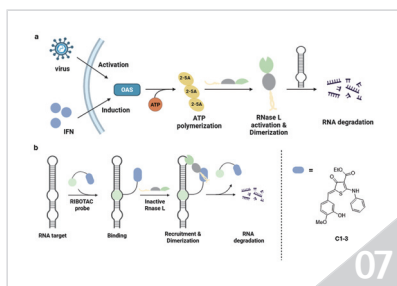 a
virus
Activation
OAS
Induction
IFN
ATP
2-5A
2-5A
2-5A
ATP
polymerization
RNase L
activation &
Dimerization
RNA degradation
b
RNA target
RIBOTAC
probe
Binding
Inactive
Rnase L
Recruitment &
Dimerization
RNA
degradation
=
EtO
O
O
S
NH
OH
MeO
C1-3
07